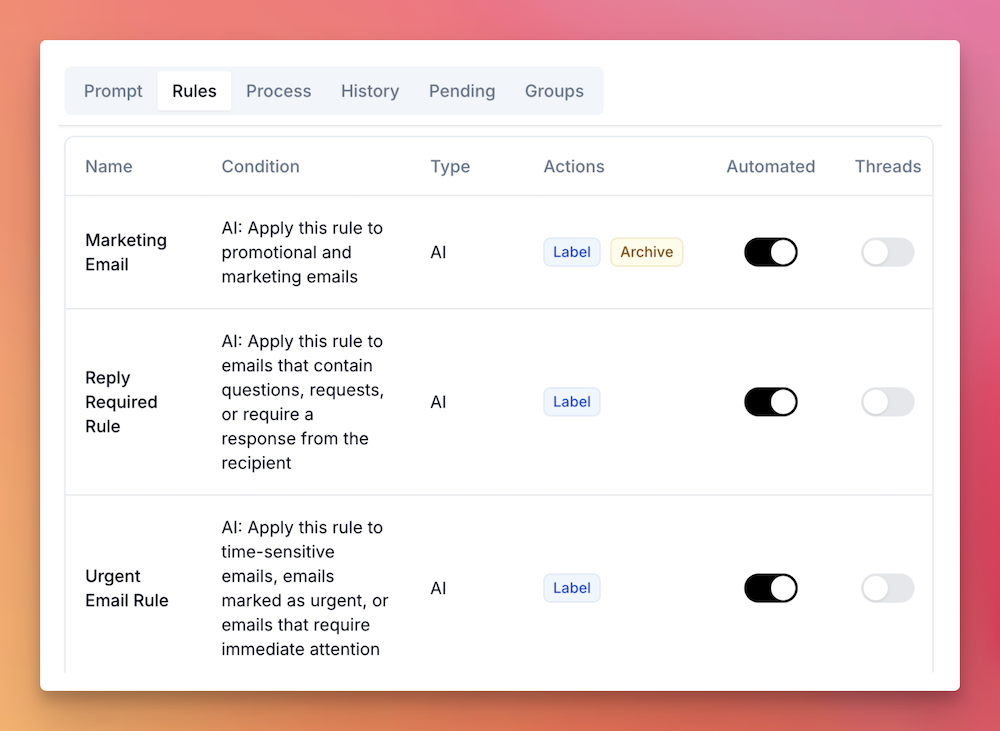 Prompt Rules Process History Pending Groups
Name Condition Type Actions Automated Threads
Marketing
Email
AI: Apply this rule to
promotional and
marketing emails
AI
Label Archive
Reply
Required
Rule
AI: Apply this rule to
emails that contain
questions, requests,
or require a
response from the
recipient
AI
Label
Urgent
Email Rule
AI: Apply this rule to
time-sensitive
emails, emails
marked as urgent, or
emails that require
immediate attention
AI
Label